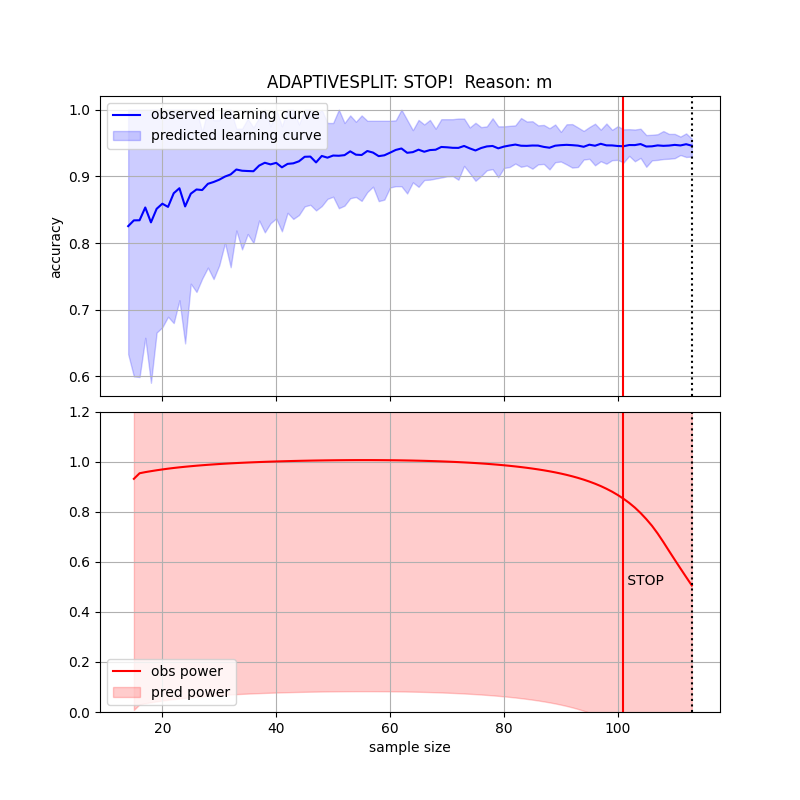 ADAPTIVESPLIT: STOP!  Reason: m
observed learning curve
predicted learning curve
1.0
0.9
0.8
0.7
0.6
accuracy
1.2
1.0
0.8
0.6
0.4
0.2
0.0
STOP
obs power
pred power
20 40 60 80 100
sample size